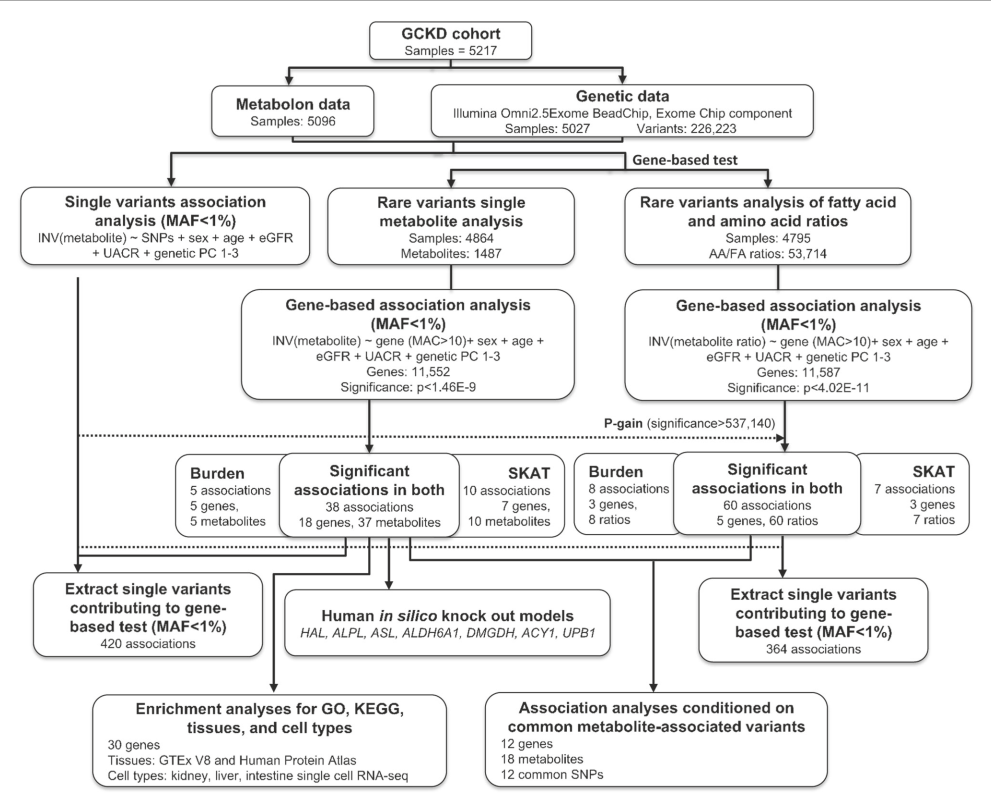 GCKD cohort
Samples = 5217
Metabolon data
Samples: 5096
Genetic data
Illumina Omni2.5Exome BeadChip, Exome Chip component
Samples: 5027 Variants: 226,223
Gene-based test
Single variants association
analysis (MAF<1%)
INV(metabolite) ~ SNPs + sex + age + eGFR
+ UACR + genetic PC 1-3
Rare variants single
metabolite analysis
Samples: 4864
Metabolites: 1487
Rare variants analysis of fatty acid
and amino acid ratios
Samples: 4795
AA/FA ratios: 53,714
Gene-based association analysis
(MAF<1%)
INV(metabolite) ~ gene (MAC>10)+ sex + age +
eGFR + UACR + genetic PC 1-3
Genes: 11,552
Significance: p<1.46E-9
Gene-based association analysis
(MAF<1%)
INV(metabolite ratio) ~ gene (MAC>10)+ sex + age +
eGFR + UACR + genetic PC 1-3
Genes: 11,587
Significance: p<4.02E-11
P-gain (significance>537,140)
Burden
5 associations
5 genes,
5 metabolites
Significant
associations in both
38 associations
18 genes, 37 metabolites
SKAT
10 associations
7 genes,
10 metabolites
Burden
8 associations
3 genes,
8 ratios
Significant
associations in both
60 associations
5 genes, 60 ratios
SKAT
7 associations
3 genes
7 ratios
Extract single variants
contributing to gene-
based test (MAF<1%)
420 associations
Human in silico knock out models
HAL, ALPL, ASL, ALDH6A1, DMGDH, ACY1, UPB1
Extract single variants
contributing to gene-
based test (MAF<1%)
364 associations
Enrichment analyses for GO, KEGG,
tissues, and cell types
30 genes
Tissues: GTEx V8 and Human Protein Atlas
Cell types: kidney, liver, intestine single cell RNA-seq
Association analyses conditioned on
common metabolite-associated variants
12 genes
18 metabolites
12 common SNPs